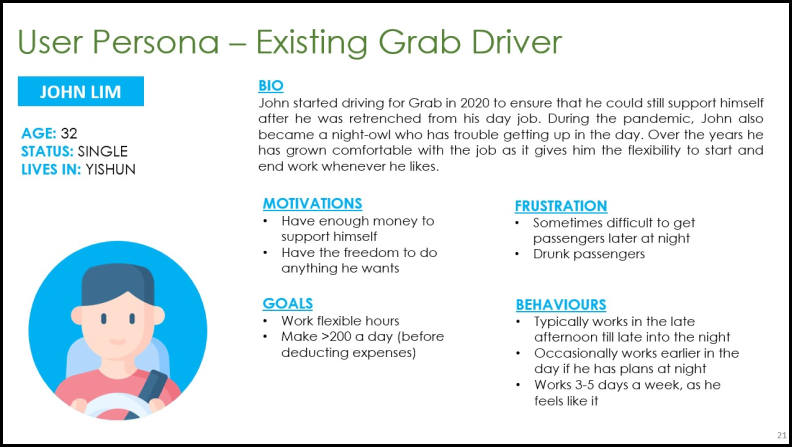 User Persona – Existing Grab Driver
JOHN LIM
AGE: 32
STATUS: SINGLE
LIVES IN: YISHUN
BIO
John started driving for Grab in 2020 to ensure that he could still support himself
after he was retrenched from his day job. During the pandemic, John also
became a night-owl who has trouble getting up in the day. Over the years he
has grown comfortable with the job as it gives him the flexibility to start and
end work whenever he likes.
MOTIVATIONS
• Have enough money to
support himself
• Have the freedom to do
anything he wants
FRUSTRATION
• Sometimes difficult to get
passengers later at night
• Drunk passengers
GOALS
• Work flexible hours
• Make >200 a day (before
deducting expenses)
BEHAVIOURS
• Typically works in the late
afternoon till late into the night
• Occasionally works earlier in the
day if he has plans at night
• Works 3-5 days a week, as he
feels like it
21